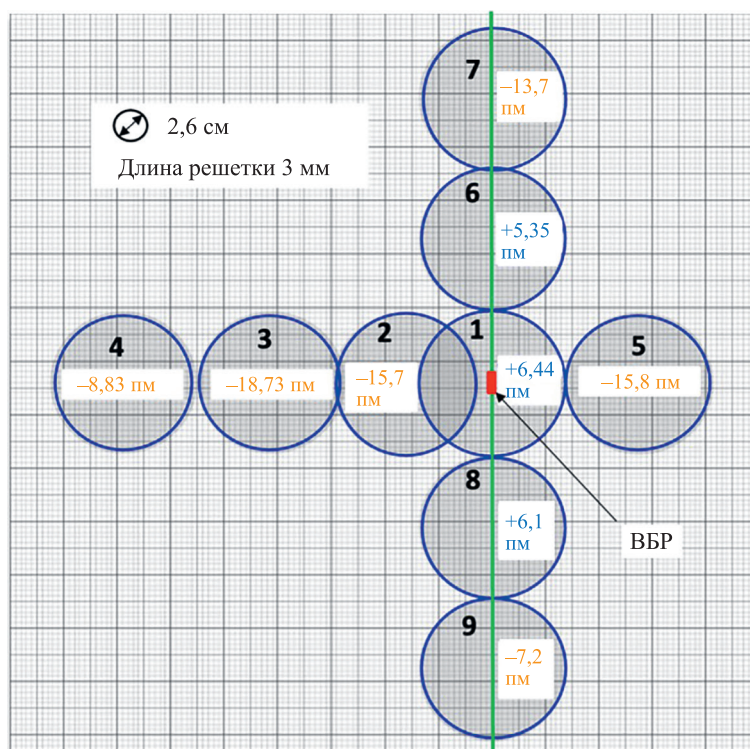 7
–13,7
пм
2,6 см
Длина решетки 3 мм
6
+5,35
пм
4
–8,83 пм
3
–18,73 пм
2
–15,7
пм
1
+6,44
пм
5
–15,8 пм
8
+6,1
пм
ВБР
9
–7,2
пм